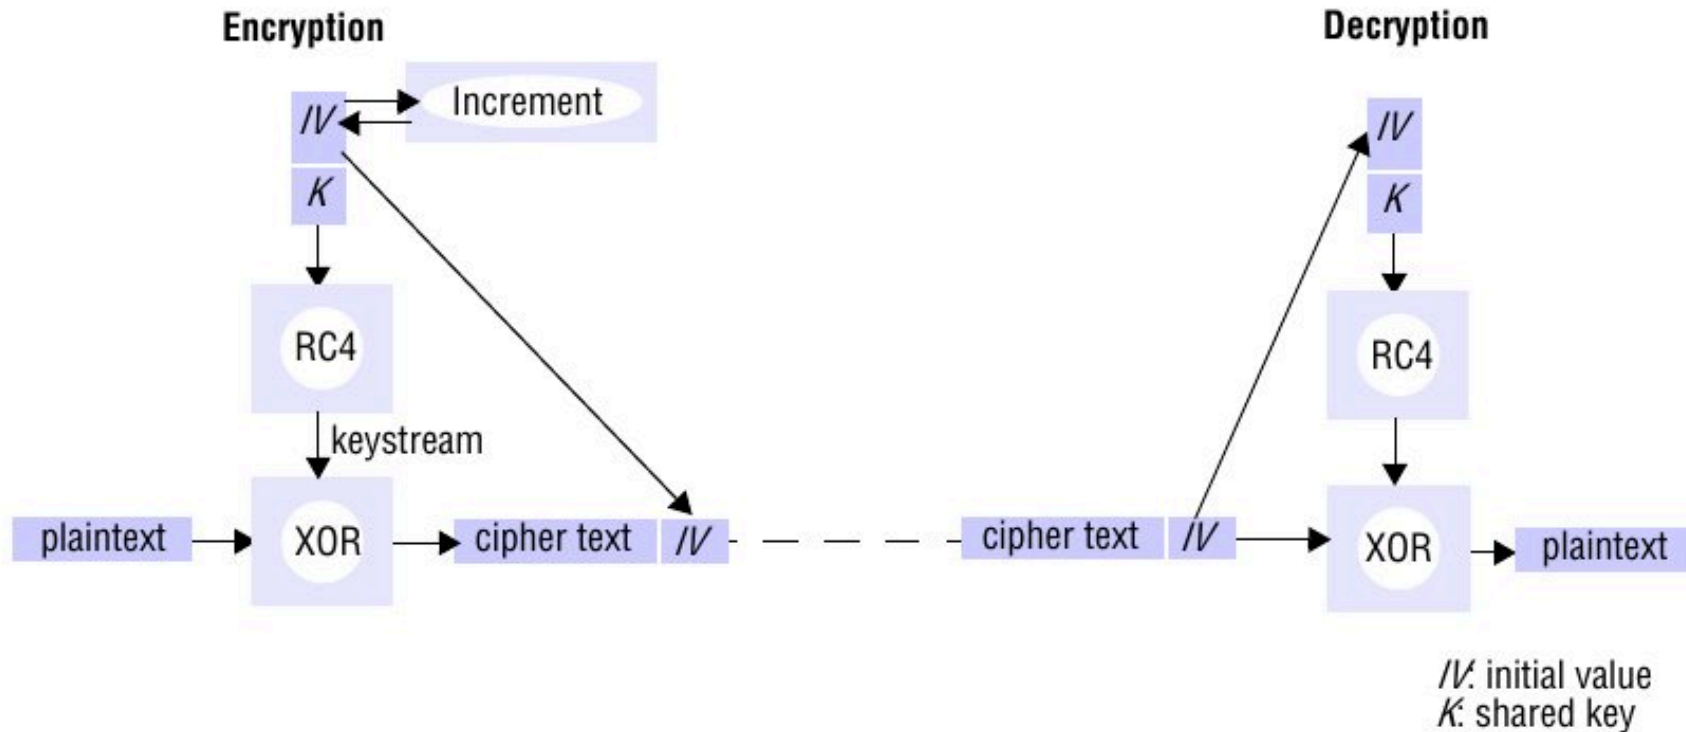 Encryption
Decryption
IV
Increment
IV
K
K
RC4
RC4
keystream
plaintext
XOR
cipher text
IV
cipher text
IV
XOR
plaintext
IV: initial value
K: shared key